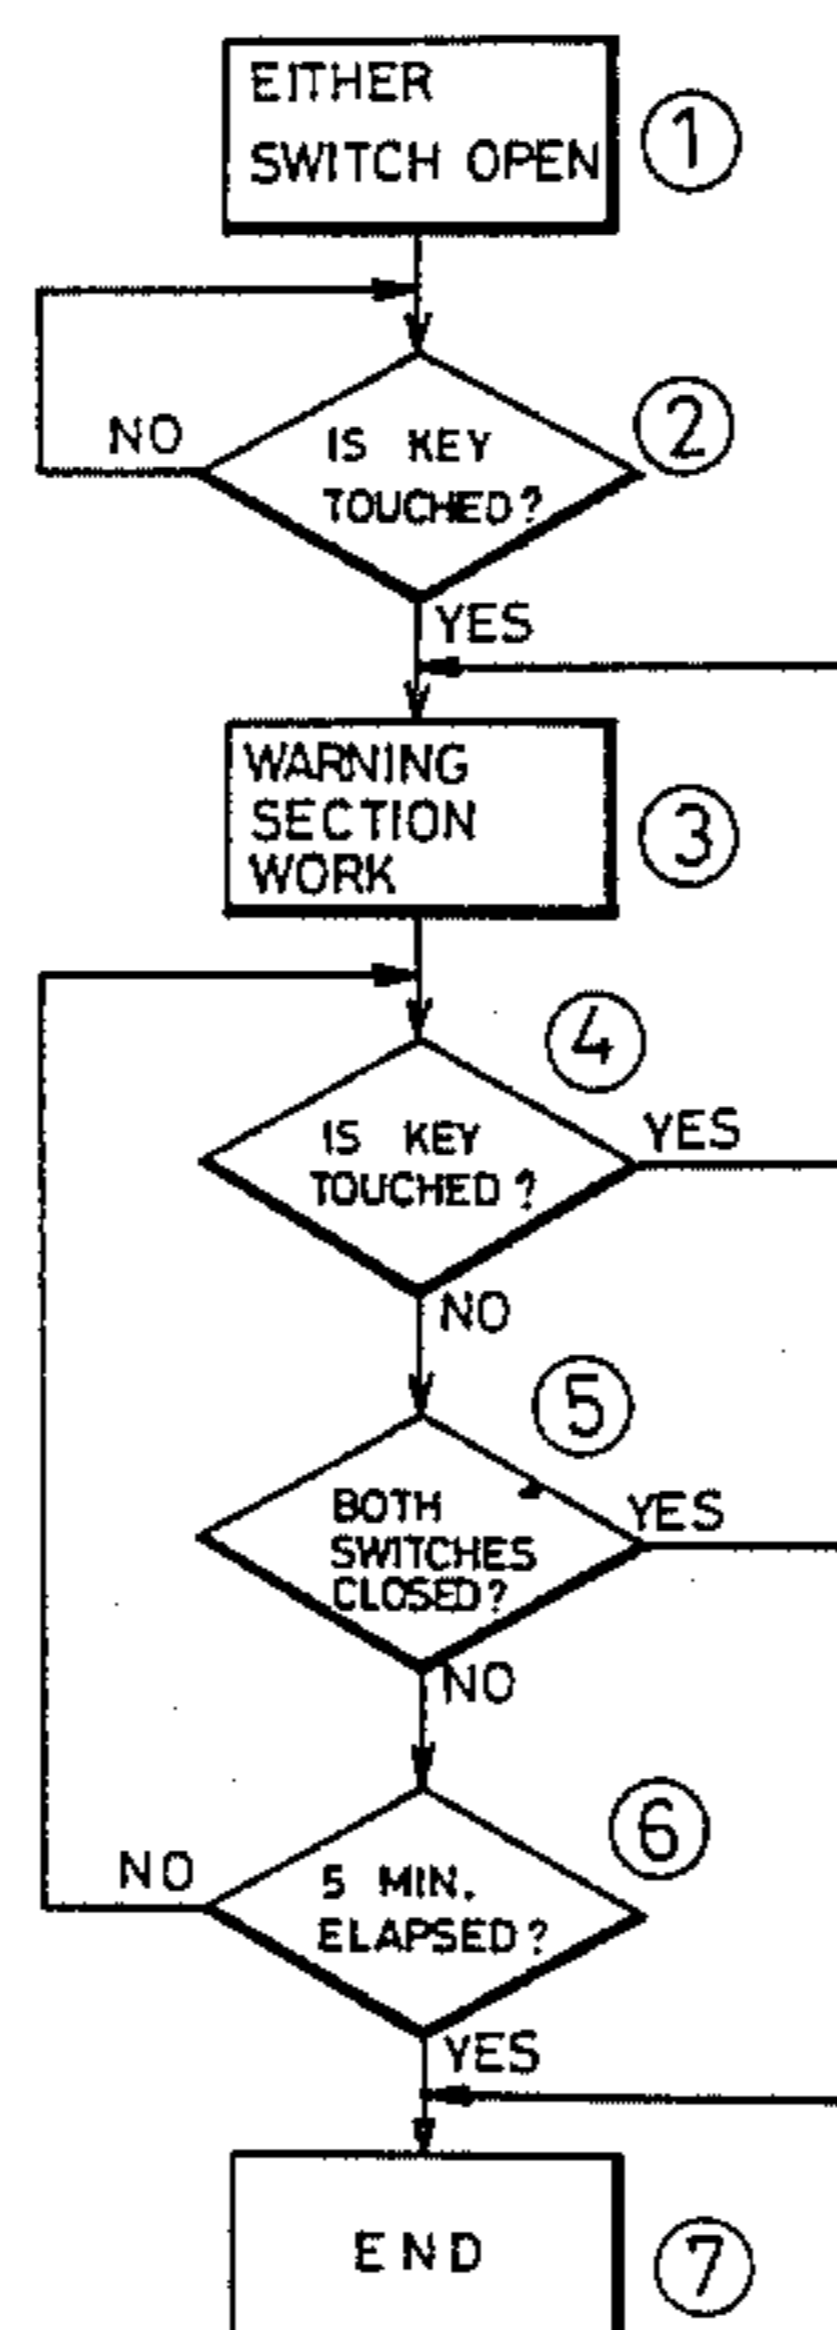 EITHER
SWITCH OPEN
1
NO
IS KEY
TOUCHED?
2
YES
WARNING
SECTION
WORK
3
4
IS KEY
TOUCHED?
YES
NO
5
BOTH
SWITCHES
CLOSED?
YES
NO
6
NO
5 MIN.
ELAPSED?
YES
END
7